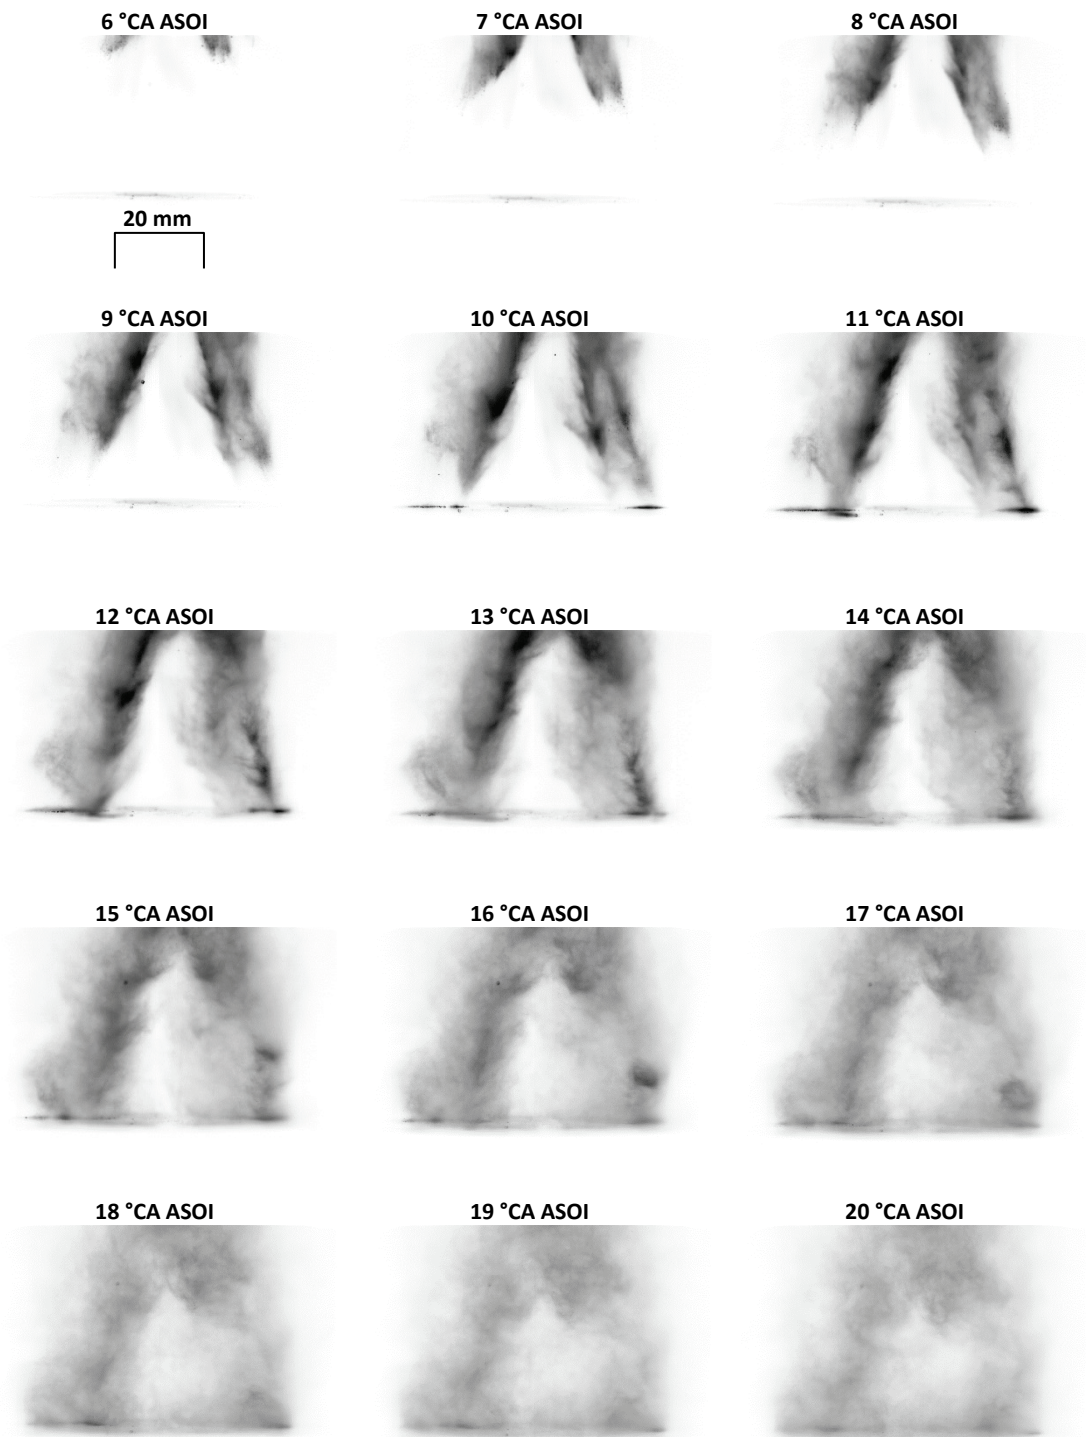 6 °CA ASOI
7 °CA ASOI
8 °CA ASOI
20 mm
9 °CA ASOI
10 °CA ASOI
11 °CA ASOI
12 °CA ASOI
13 °CA ASOI
14 °CA ASOI
15 °CA ASOI
16 °CA ASOI
17 °CA ASOI
18 °CA ASOI
19 °CA ASOI
20 °CA ASOI